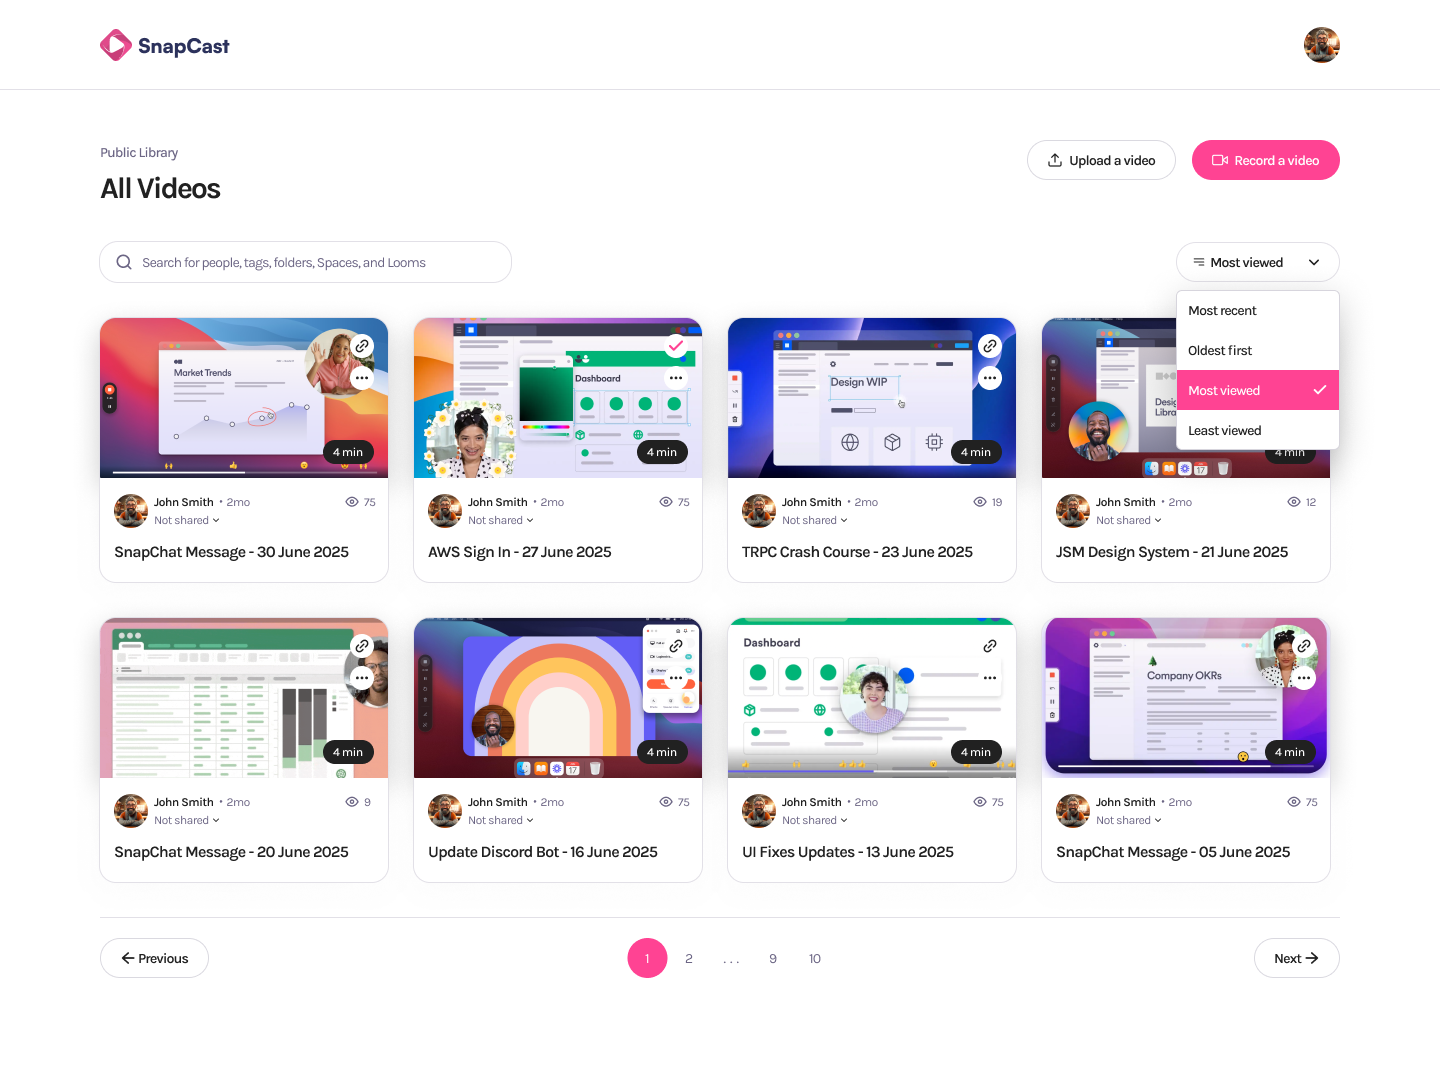 SnapCast
Public Library
All Videos
Upload a video
Record a video
Search for people, tags, folders, Spaces, and Looms
Most viewed
Most recent
Oldest first
Most viewed
Least viewed
Market Trends
4 min
Dashboard
4 min
Design WIP
4 min
17
4 min
John Smith • 2mo
75
Not shared
SnapChat Message - 30 June 2025
John Smith • 2mo
75
Not shared
AWS Sign In - 27 June 2025
John Smith • 2mo
19
Not shared
TRPC Crash Course - 23 June 2025
John Smith • 2mo
12
Not shared
JSM Design System - 21 June 2025
4 min
17
4 min
Dashboard
4 min
Company OKRs
4 min
John Smith • 2mo
9
Not shared
SnapChat Message - 20 June 2025
John Smith • 2mo
75
Not shared
Update Discord Bot - 16 June 2025
John Smith • 2mo
75
Not shared
UI Fixes Updates - 13 June 2025
John Smith • 2mo
75
Not shared
SnapChat Message - 05 June 2025
Previous
1 2 ... 9 10
Next